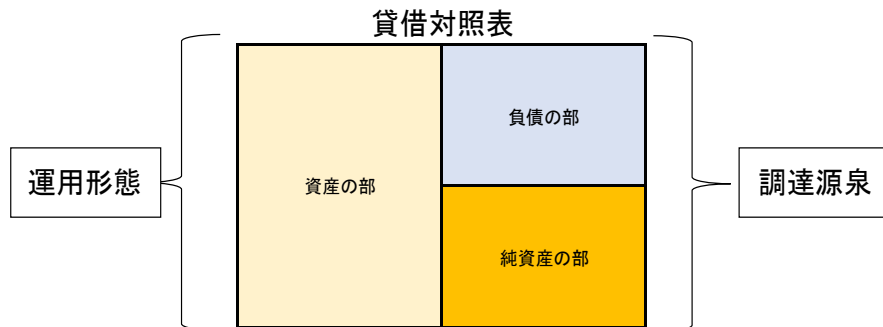 貸借対照表
運用形態
資産の部
負債の部
純資産の部
調達源泉